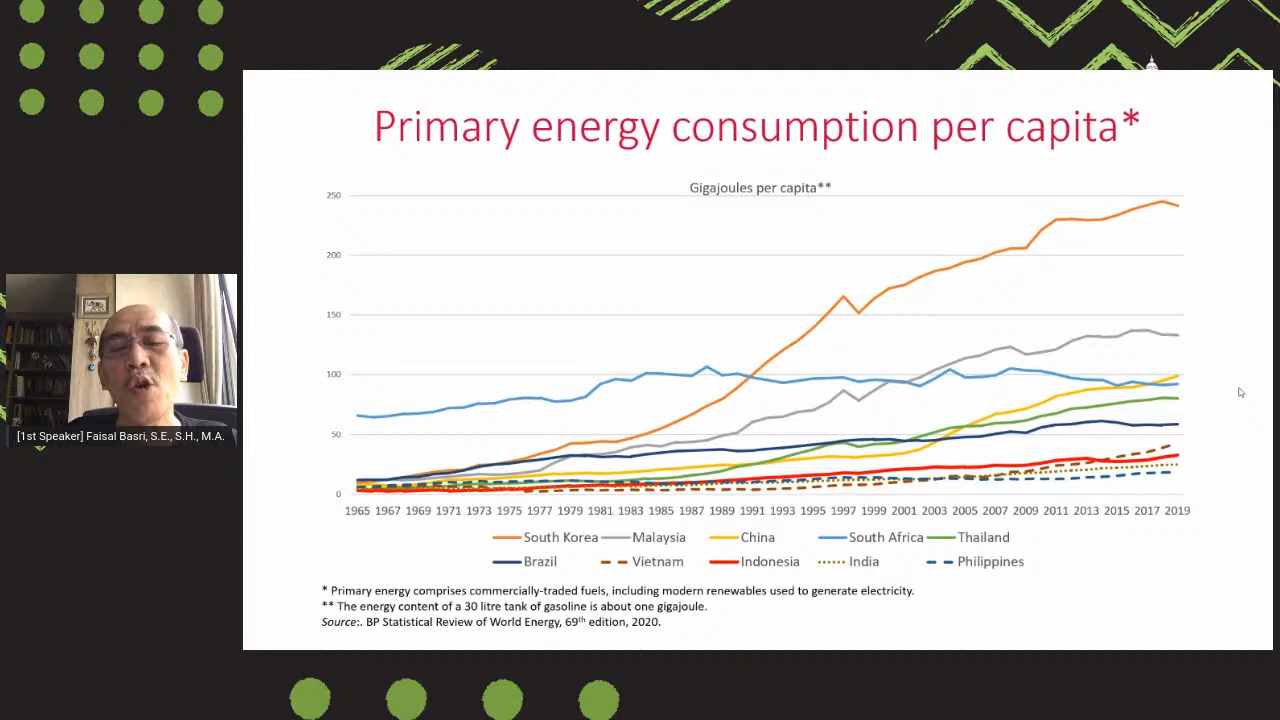 Primary energy consumption per capita*
Gigajoules per capita**
250
200
150
100
50
0
1965 1967 1969 1971 1973 1975 1977 1979 1981 1983 1985 1987 1989 1991 1993 1995 1997 1999 2001 2003 2005 2007 2009 2011 2013 2015 2017 2019
South Korea Malaysia China South Africa Thailand
Brazil Vietnam Indonesia India Philippines
* Primary energy comprises commercially-traded fuels, including modern renewables used to generate electricity.
** The energy content of a 30 litre tank of gasoline is about one gigajoule.
Source:. BP Statistical Review of World Energy, 69th edition, 2020.
[1st Speaker] Faisal Basri, S.E., S.H., M.A.